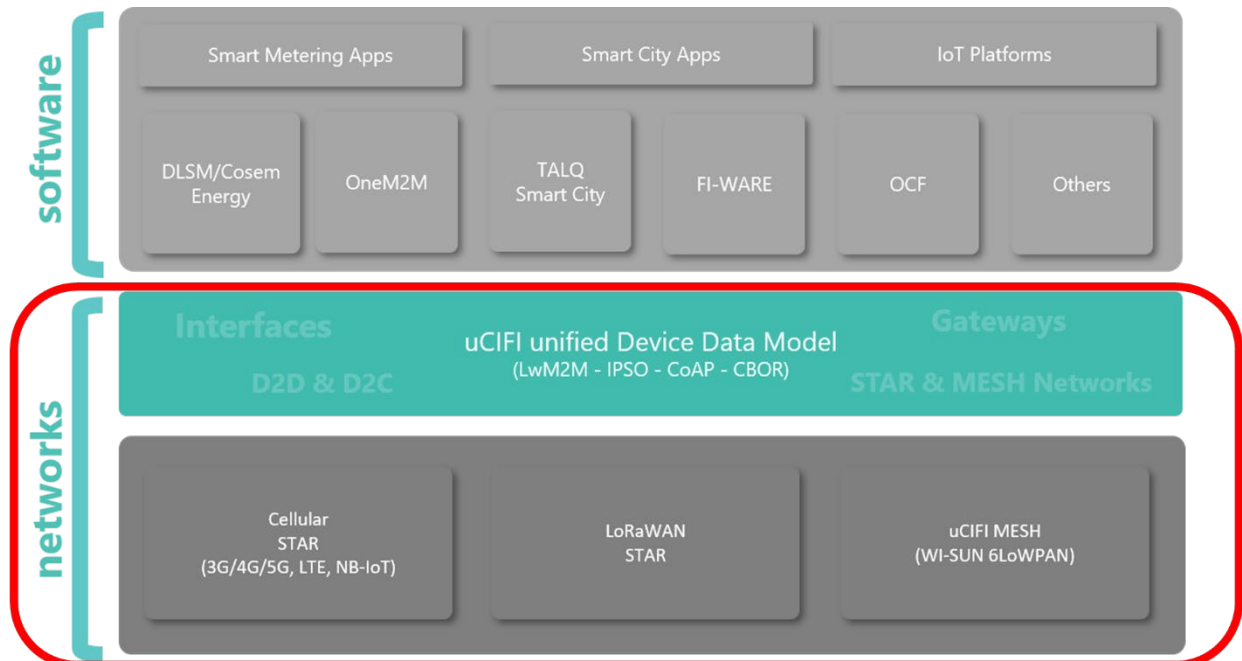 software
Smart Metering Apps
Smart City Apps
IoT Platforms
DLSM/Cosem
Energy
OneM2M
TALQ
Smart City
FI-WARE
OCF
Others
networks
Interfaces
Gateways
uCIFI unified Device Data Model
(LwM2M - IPSO - CoAP - CBOR)
D2D & D2C
STAR & MESH Networks
Cellular
STAR
(3G/4G/5G, LTE, NB-IoT)
LoRaWAN
STAR
uCIFI MESH
(WI-SUN 6LoWPAN)